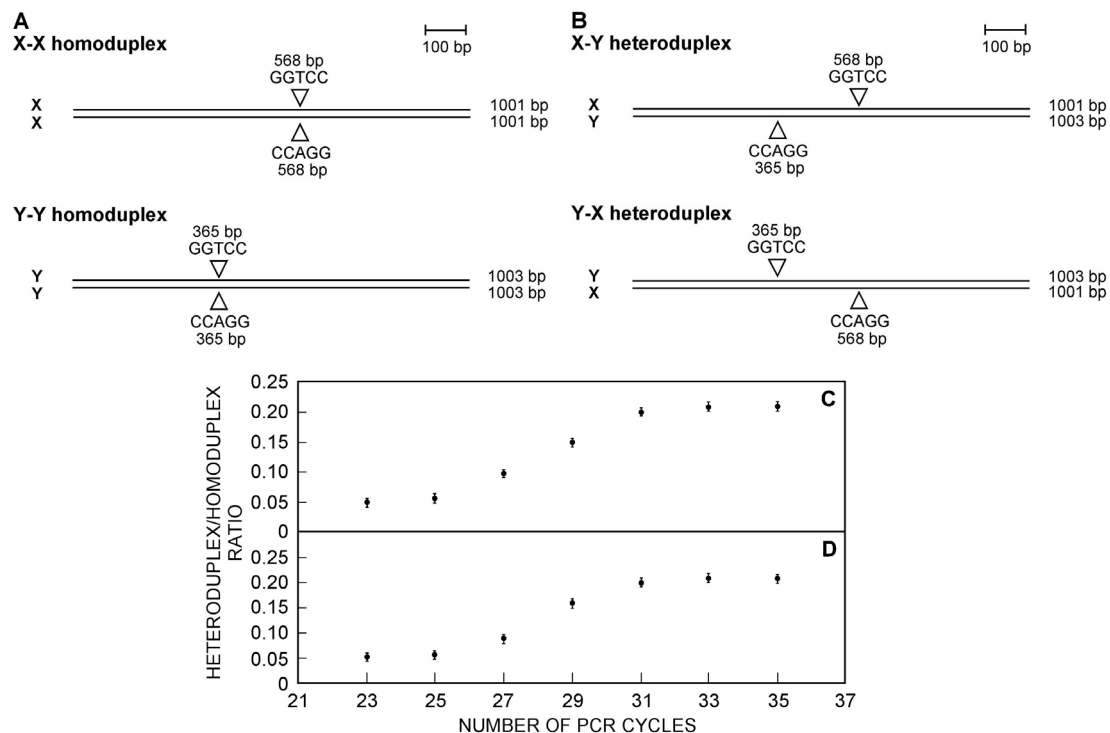 A
X-X homoduplex
100 bp
568 bp
GGTCC
X
X
1001 bp
1001 bp
CCAGG
568 bp
Y-Y homoduplex
365 bp
GGTCC
Y
Y
1003 bp
1003 bp
CCAGG
365 bp
B
X-Y heteroduplex
100 bp
568 bp
GGTCC
X
Y
1001 bp
1003 bp
CCAGG
365 bp
Y-X heteroduplex
365 bp
GGTCC
Y
X
1003 bp
1001 bp
CCAGG
568 bp
HETERODUPLEX/HOMODUPLEX
RATIO
0.25
0.20
0.15
0.10
0.05
0
C
0.25
0.20
0.15
0.10
0.05
0
D
21 23 25 27 29 31 33 35 37
NUMBER OF PCR CYCLES